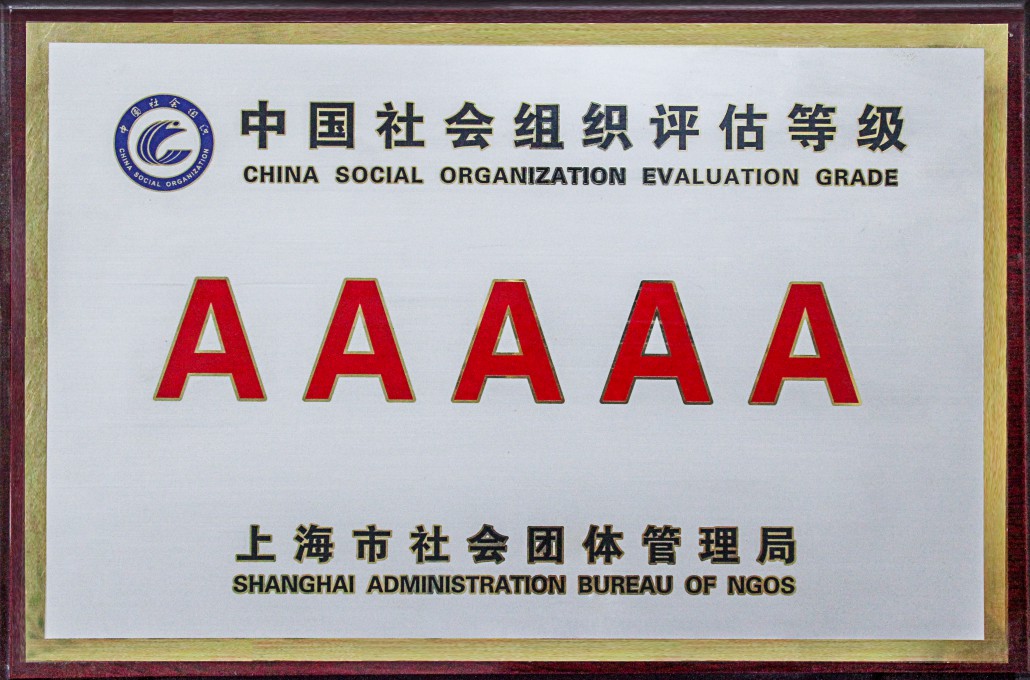 中国社会组织
CHINA SOCIAL ORGANIZATION
中国社会组织评估等级
CHINA SOCIAL ORGANIZATION EVALUATION GRADE
AAAAA
上海市社会团体管理局
SHANGHAI ADMINISTRATION BUREAU OF NGOS